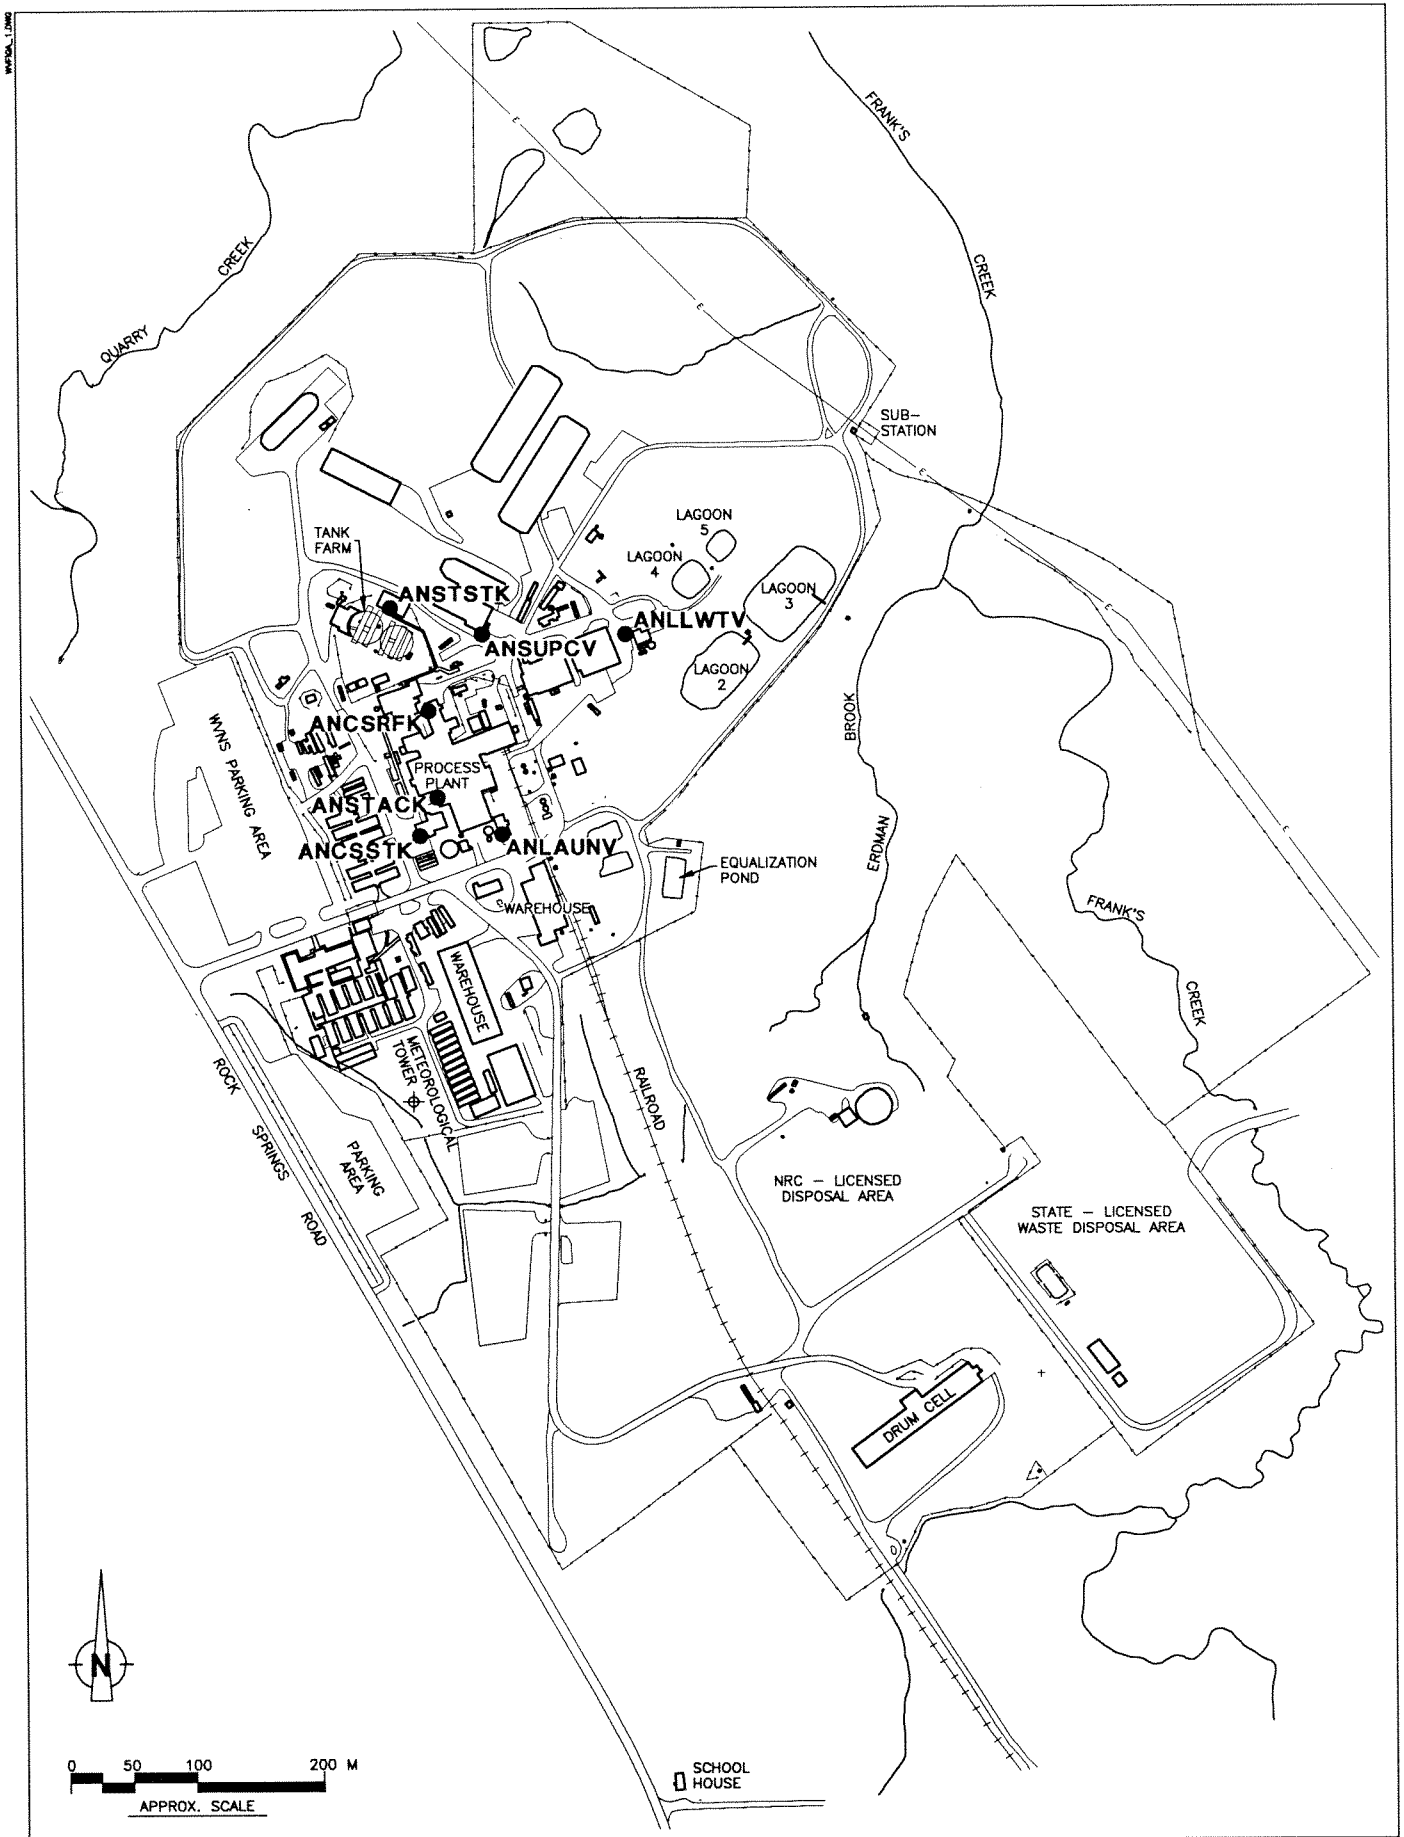 FRANK'S
CREEK
CREEK
QUARRY
SUB-
STATION
LAGOON
5
TANK
FARM
LAGOON
4
LAGOON
3
ANSTSTK
ANLLWTV
ANSUPCV
LAGOON
2
BROOK
ERDMAN
WVNS PARKING AREA
ANCSRFK
PROCESS
PLANT
ANSTACK
ANCSSTK
ANLAUNV
EQUALIZATION
POND
WAREHOUSE
FRANK'S
CREEK
WAREHOUSE
METEOROLOGICAL
TOWER
RAILROAD
ROCK
SPRINGS
ROAD
PARKING
AREA
NRC - LICENSED
DISPOSAL AREA
STATE - LICENSED
WASTE DISPOSAL AREA
DRUM CELL
N
0 50 100 200 M
APPROX. SCALE
SCHOOL
HOUSE
E
E
E
E
E